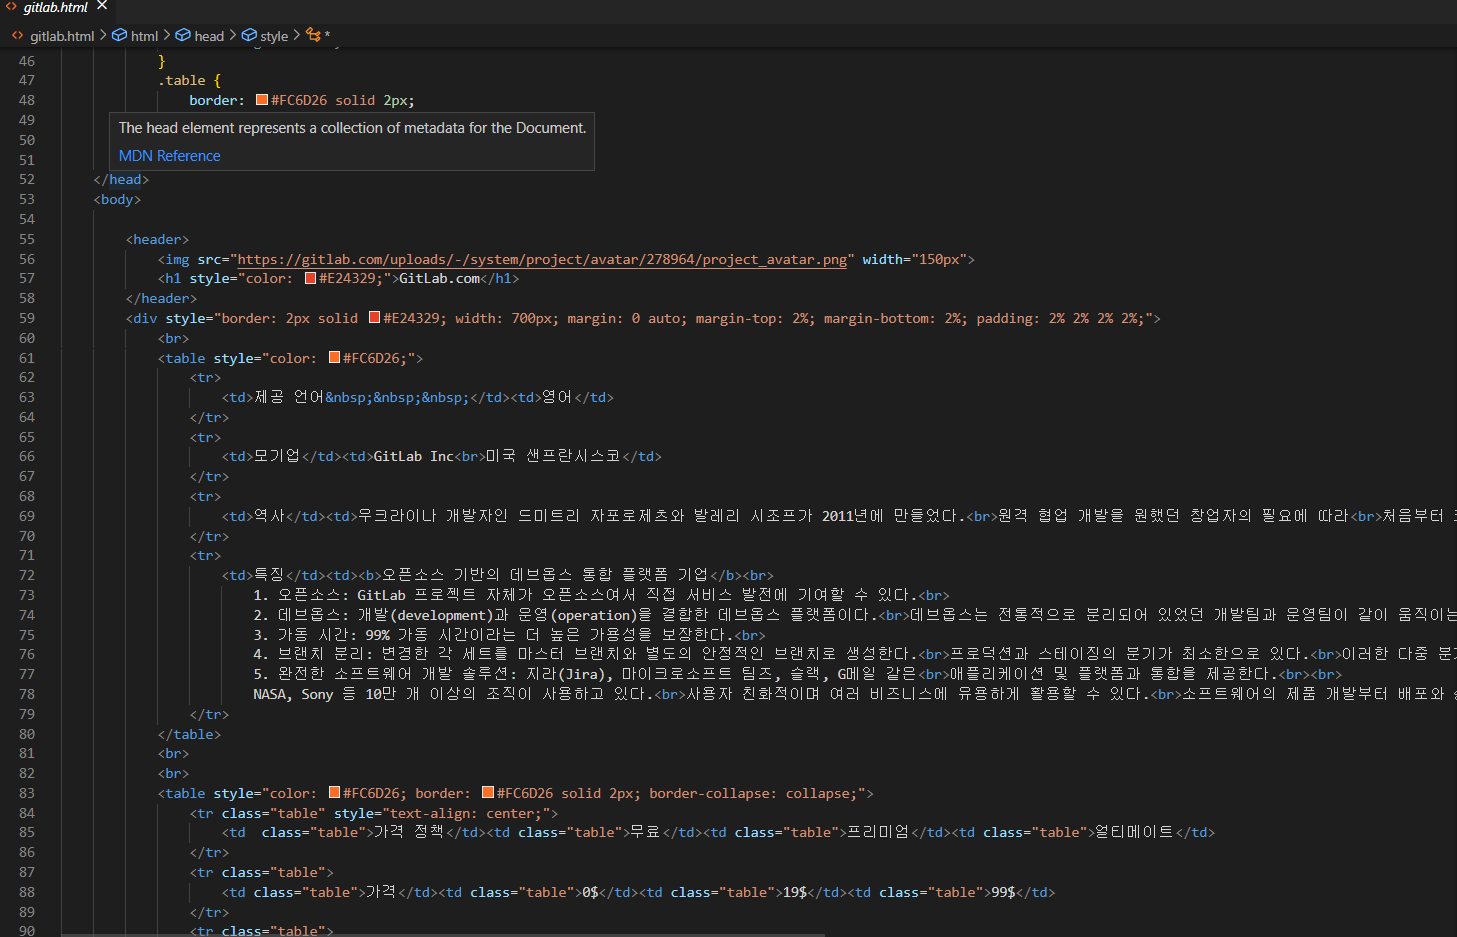 gitlab.html ×
gitlab.html > html > head > style > *
46 }
47 .table {
48 border: #FC6D26 solid 2px;
49
The head element represents a collection of metadata for the Document.
50
MDN Reference
51
52 </head>
53 <body>
54
55 <header>
56 <img src="https://gitlab.com/uploads/-/system/project/avatar/278964/project_avatar.png" width="150px">
57 <h1 style="color: #E24329;">GitLab.com</h1>
58 </header>
59 <div style="border: 2px solid #E24329; width: 700px; margin: 0 auto; margin-top: 2%; margin-bottom: 2%; padding: 2% 2% 2% 2%;">
60 <br>
61 <table style="color: #FC6D26;">
62 <tr>
63 <td>제공 언어&nbsp;&nbsp;&nbsp;</td><td>영어</td>
64 </tr>
65 <tr>
66 <td>모기업</td><td>GitLab Inc<br>미국 샌프란시스코</td>
67 </tr>
68 <tr>
69 <td>역사</td><td>우크라이나 개발자인 드미트리 자포로제츠와 발레리 시조프가 2011년에 만들었다.<br>원격 협업 개발을 원했던 창업자의 필요에 따라<br>처음부터
70 </tr>
71 <tr>
72 <td>특징</td><td><b>오픈소스 기반의 데브옵스 통합 플랫폼 기업</b><br>
73 1. 오픈소스: GitLab 프로젝트 자체가 오픈소스여서 직접 서비스 발전에 기여할 수 있다.<br>
74 2. 데브옵스: 개발(development)과 운영(operation)을 결합한 데브옵스 플랫폼이다.<br>데브옵스는 전통적으로 분리되어 있었던 개발팀과 운영팀이 같이 움직이는
75 3. 가동 시간: 99% 가동 시간이라는 더 높은 가용성을 보장한다.<br>
76 4. 브랜치 분리: 변경한 각 세트를 마스터 브랜치와 별도의 안정적인 브랜치로 생성한다.<br>프로덕션과 스테이징의 분기가 최소한으로 있다.<br>이러한 다중 분기
77 5. 완전한 소프트웨어 개발 솔루션: 지라(Jira), 마이크로소프트 팀즈, 슬랙, G메일 같은<br>애플리케이션 및 플랫폼과 통합을 제공한다.<br><br>
78 NASA, Sony 등 10만 개 이상의 조직이 사용하고 있다.<br>사용자 친화적이며 여러 비즈니스에 유용하게 활용할 수 있다.<br>소프트웨어의 제품 개발부터 배포와
79 </tr>
80 </table>
81 <br>
82 <br>
83 <table style="color: #FC6D26; border: #FC6D26 solid 2px; border-collapse: collapse;">
84 <tr class="table" style="text-align: center;">
85 <td  class="table">가격 정책</td><td class="table">무료</td><td class="table">프리미엄</td><td class="table">얼티메이트</td>
86 </tr>
87 <tr class="table">
88 <td class="table">가격</td><td class="table">0$</td><td class="table">19$</td><td class="table">99$</td>
89 </tr>
90 <tr class="table">